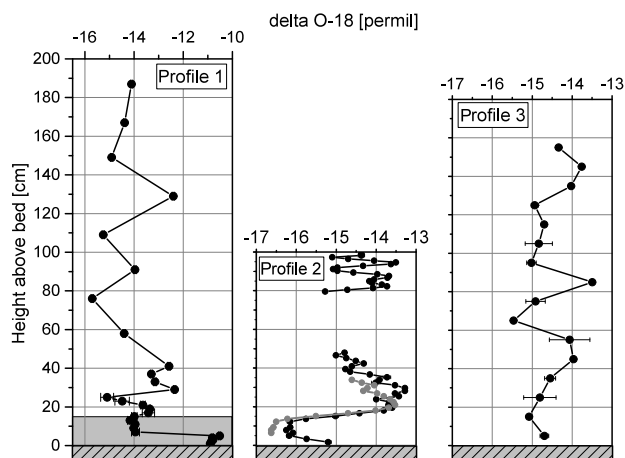 delta O-18 [permil]
-16 -14 -12 -10
Profile 1
Height above bed [cm]
200
180
160
140
120
100
80
60
40
20
0
-17 -16 -15 -14 -13
Profile 2
-17 -16 -15 -14 -13
Profile 3